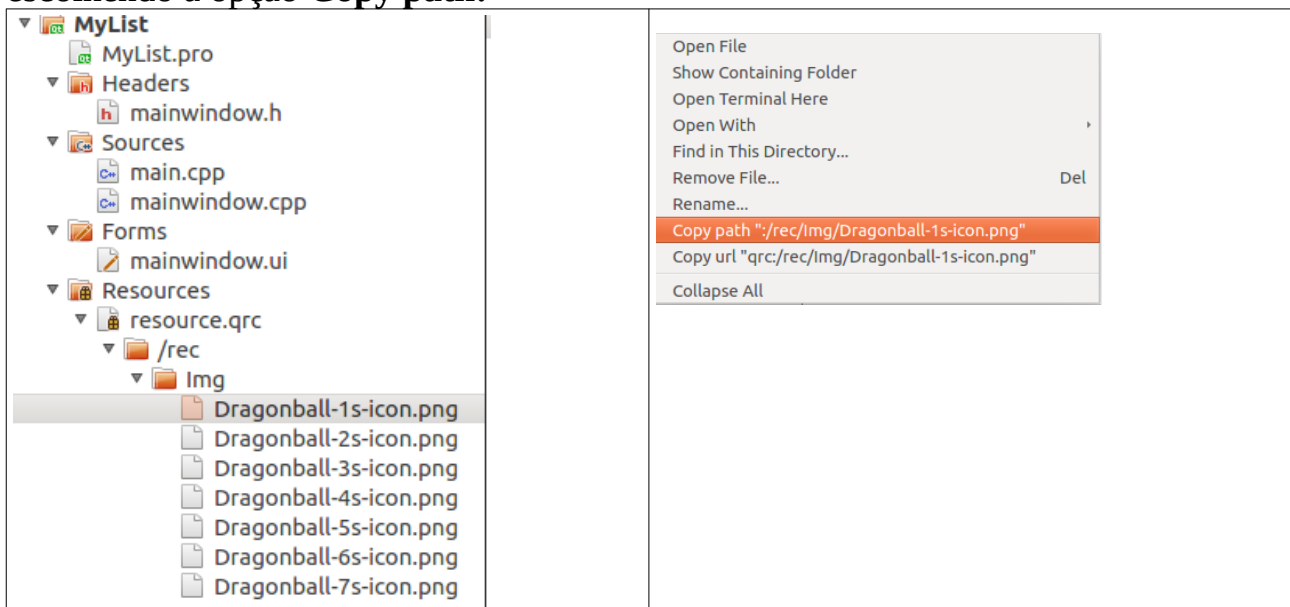 escolhendo a opção Copy path.
MyList
MyList.pro
Headers
mainwindow.h
Sources
main.cpp
mainwindow.cpp
Forms
mainwindow.ui
Resources
resource.qrc
/rec
Img
Dragonball-1s-icon.png
Dragonball-2s-icon.png
Dragonball-3s-icon.png
Dragonball-4s-icon.png
Dragonball-5s-icon.png
Dragonball-6s-icon.png
Dragonball-7s-icon.png
Open File
Show Containing Folder
Open Terminal Here
Open With
Find in This Directory...
Remove File... Del
Rename...
Copy path ":/rec/Img/Dragonball-1s-icon.png"
Copy url "qrc:/rec/Img/Dragonball-1s-icon.png"
Collapse All